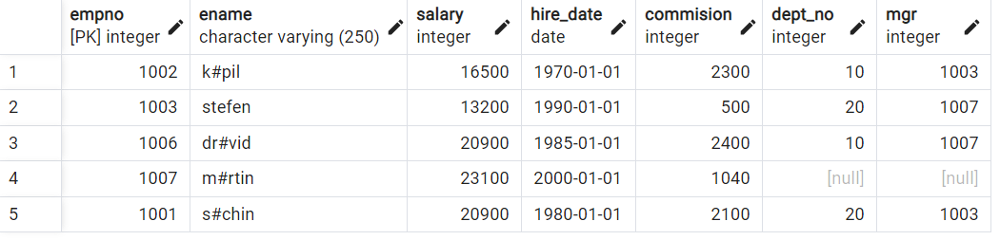 empno ename salary hire_date commision dept_no mgr
[PK] integer character varying (250) integer date integer integer integer
1 1002 k#pil 16500 1970-01-01 2300 10 1003
2 1003 stefen 13200 1990-01-01 500 20 1007
3 1006 dr#vid 20900 1985-01-01 2400 10 1007
4 1007 m#rtin 23100 2000-01-01 1040 [null] [null]
5 1001 s#chin 20900 1980-01-01 2100 20 1003